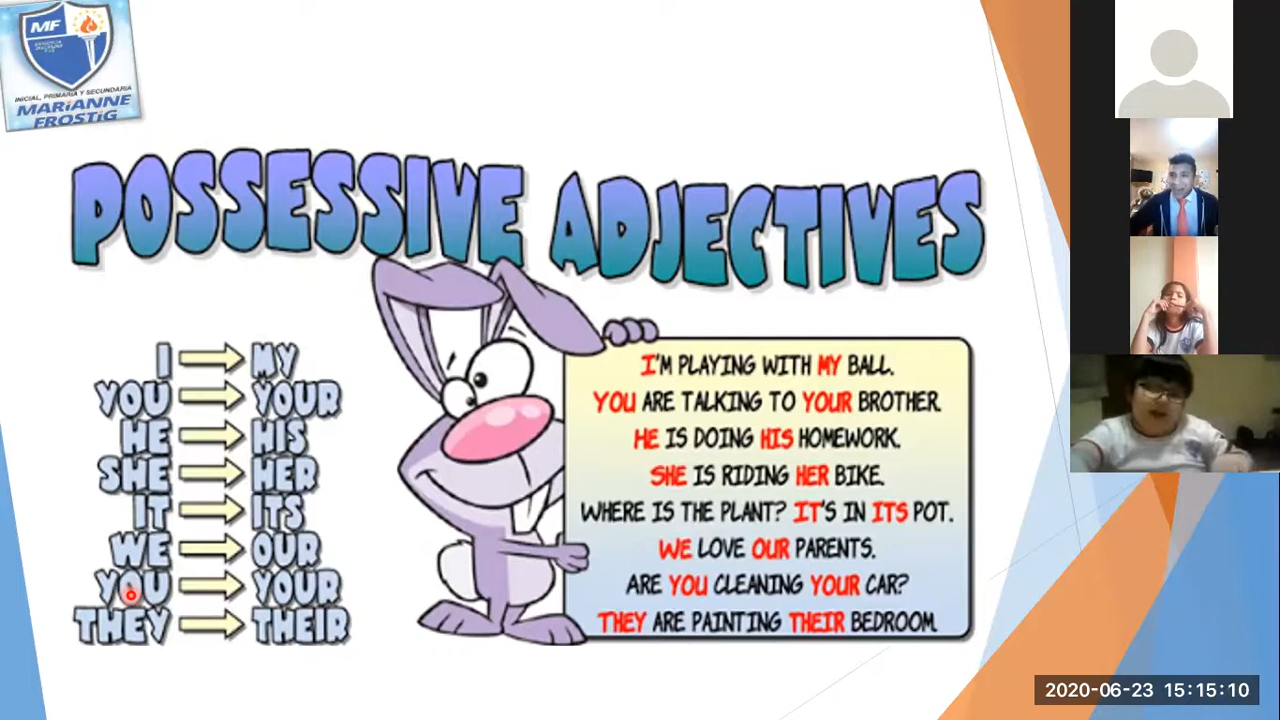 MF
INICIAL, PRIMARIA Y SECUNDARIA
MARiANNE
FROSTiG
POSSESSIVE ADJECTIVES
I MY
YOU YOUR
HE HIS
SHE HER
IT ITS
WE OUR
YOU YOUR
THEY THEIR
I'M PLAYING WITH MY BALL.
YOU ARE TALKING TO YOUR BROTHER.
HE IS DOING HIS HOMEWORK.
SHE IS RIDING HER BIKE.
WHERE IS THE PLANT? IT'S IN ITS POT.
WE LOVE OUR PARENTS.
ARE YOU CLEANING YOUR CAR?
THEY ARE PAINTING THEIR BEDROOM.
2020-06-23 15:15:10